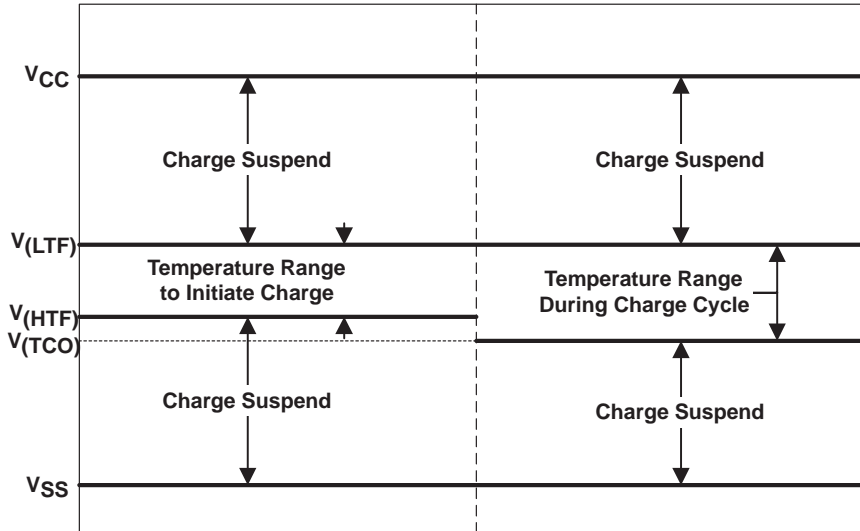 VCC
Charge Suspend
Charge Suspend
V(LTF)
Temperature Range
to Initiate Charge
Temperature Range
During Charge Cycle
V(HTF)
V(TCO)
Charge Suspend
Charge Suspend
VSS